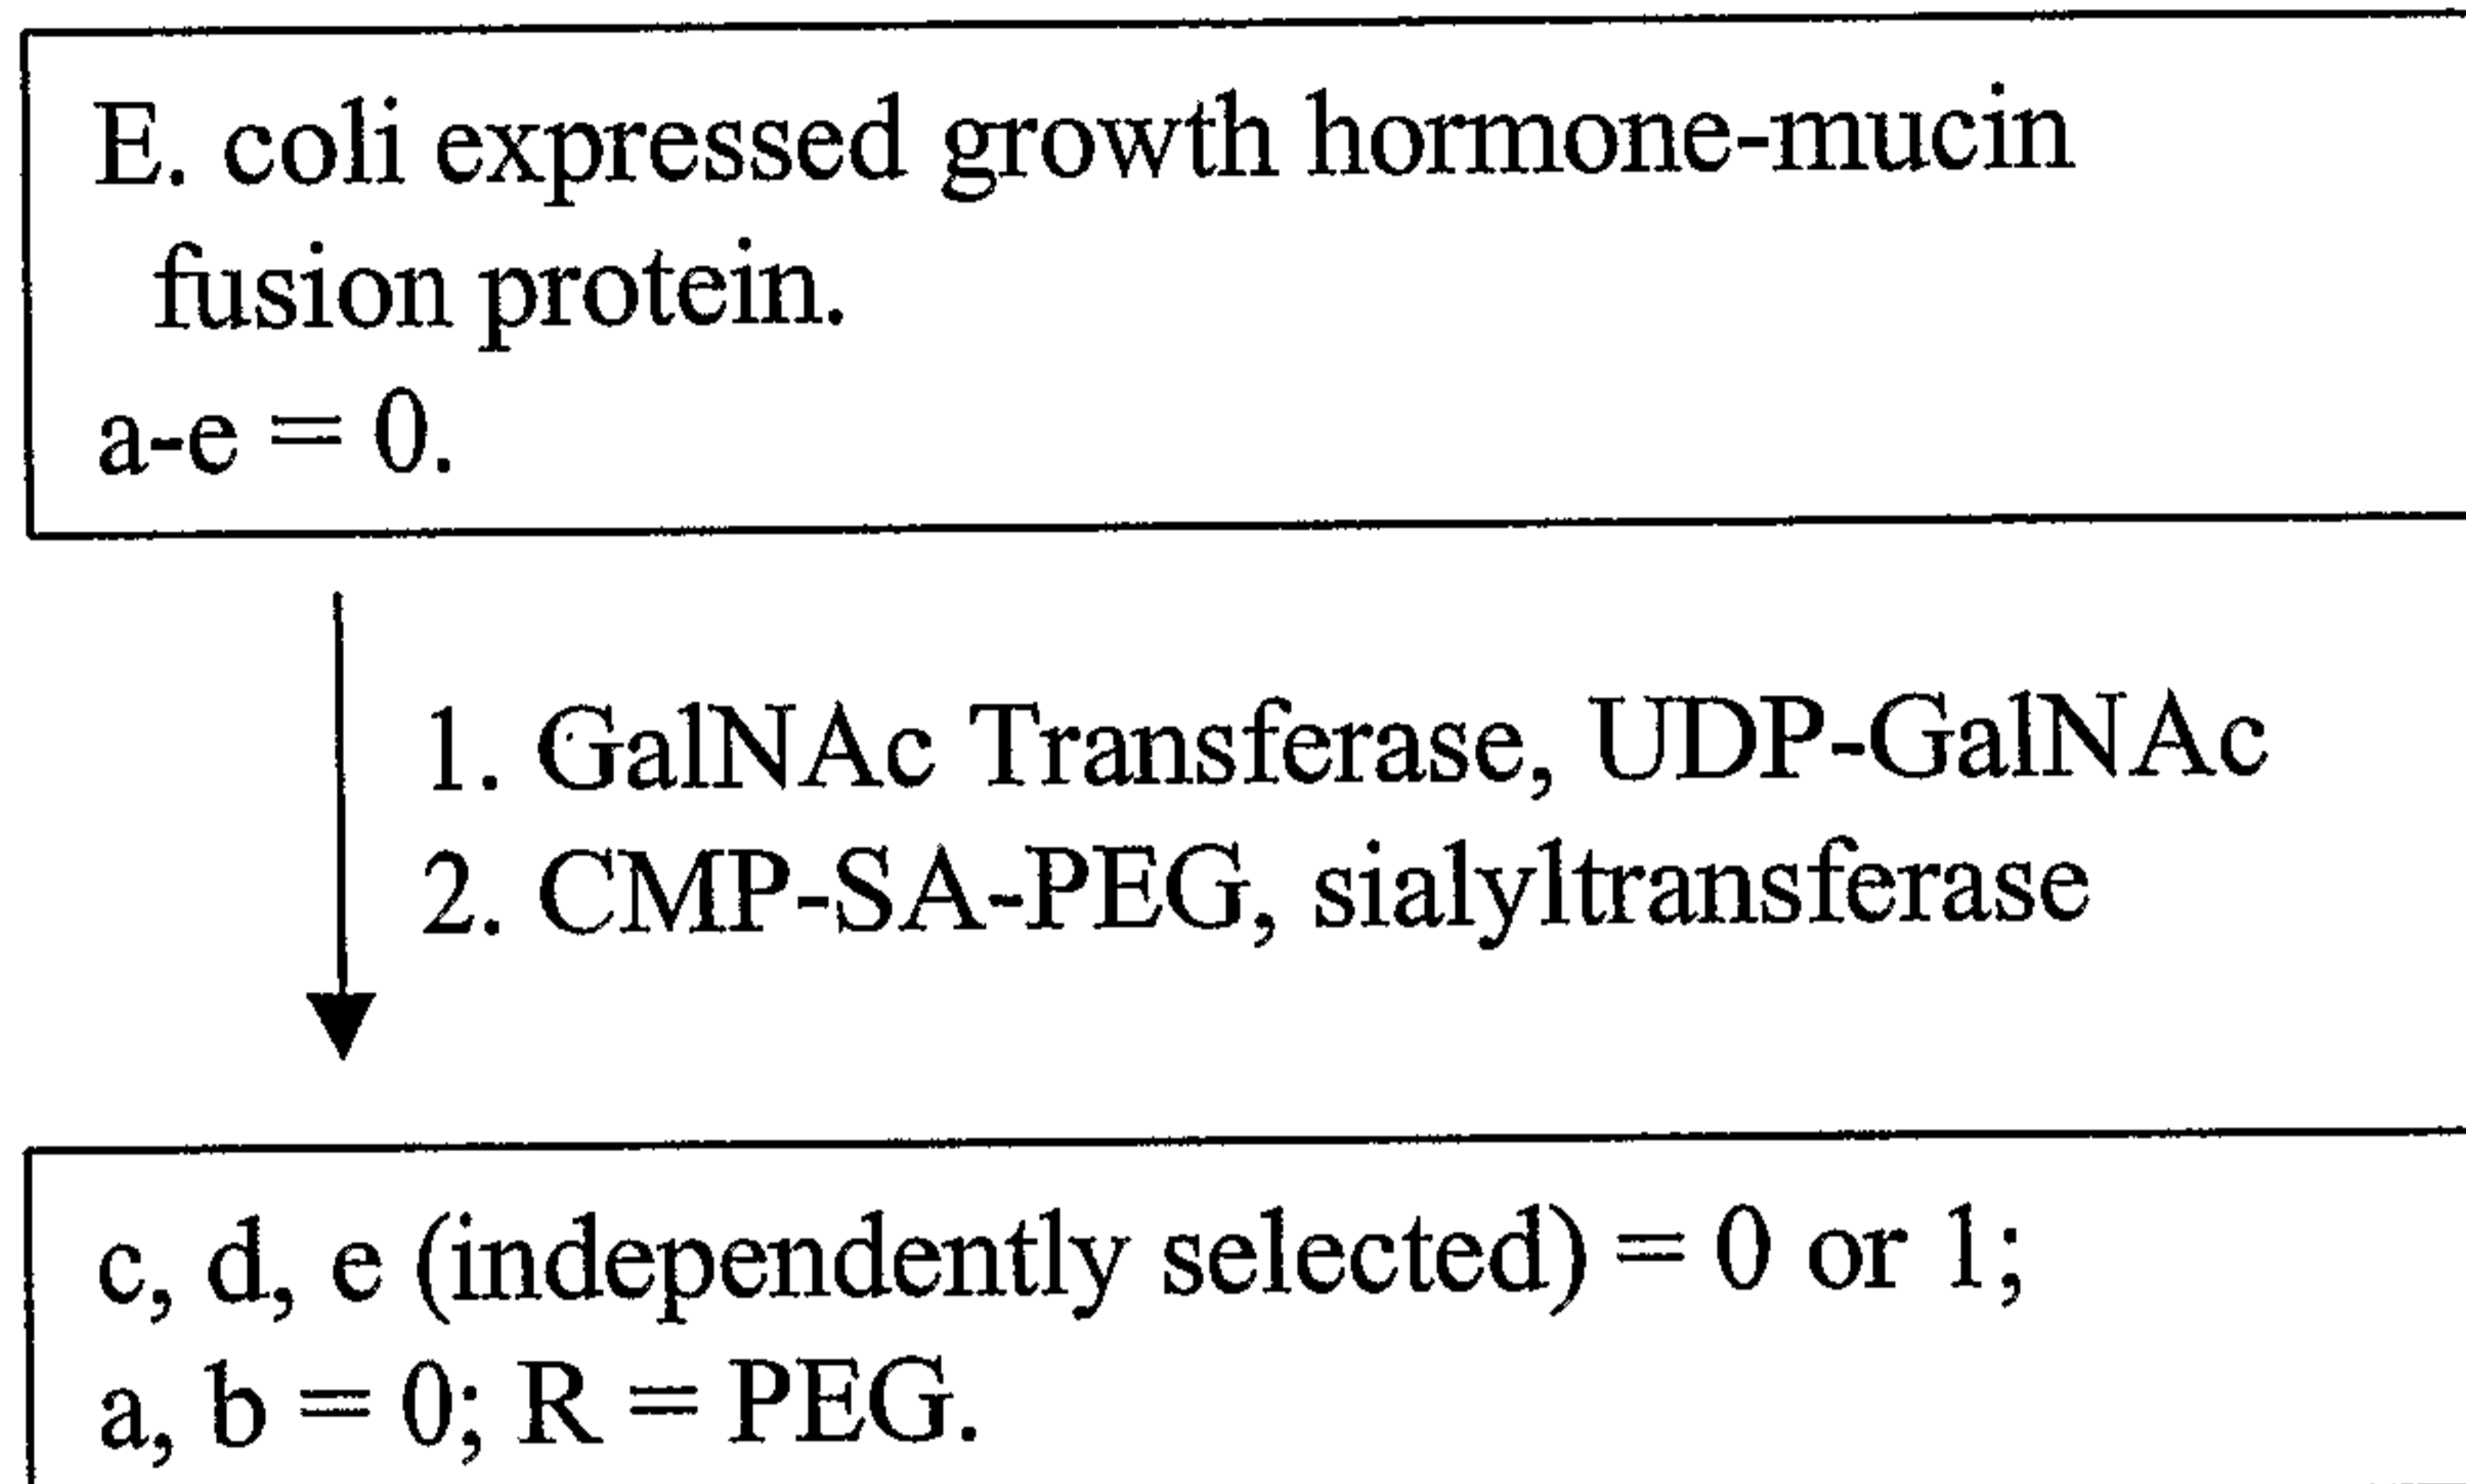 E. coli expressed growth hormone-mucin
fusion protein.
a-e = 0.
1. GalNAc Transferase, UDP-GalNAc
2. CMP-SA-PEG, sialyltransferase
c, d, e (independently selected) = 0 or 1;
a, b = 0; R = PEG.